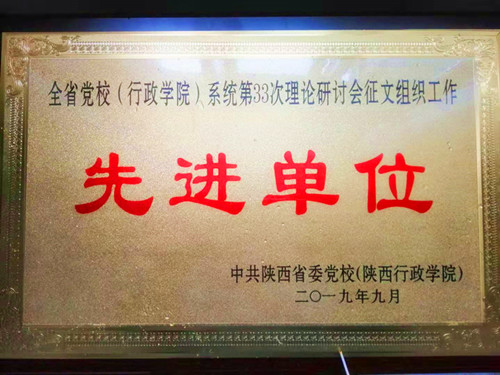 全省党校（行政学院）系统第33次理论研讨会征文组织工作
先进单位
中共陕西省委党校(陕西行政学院)
二〇一九年九月